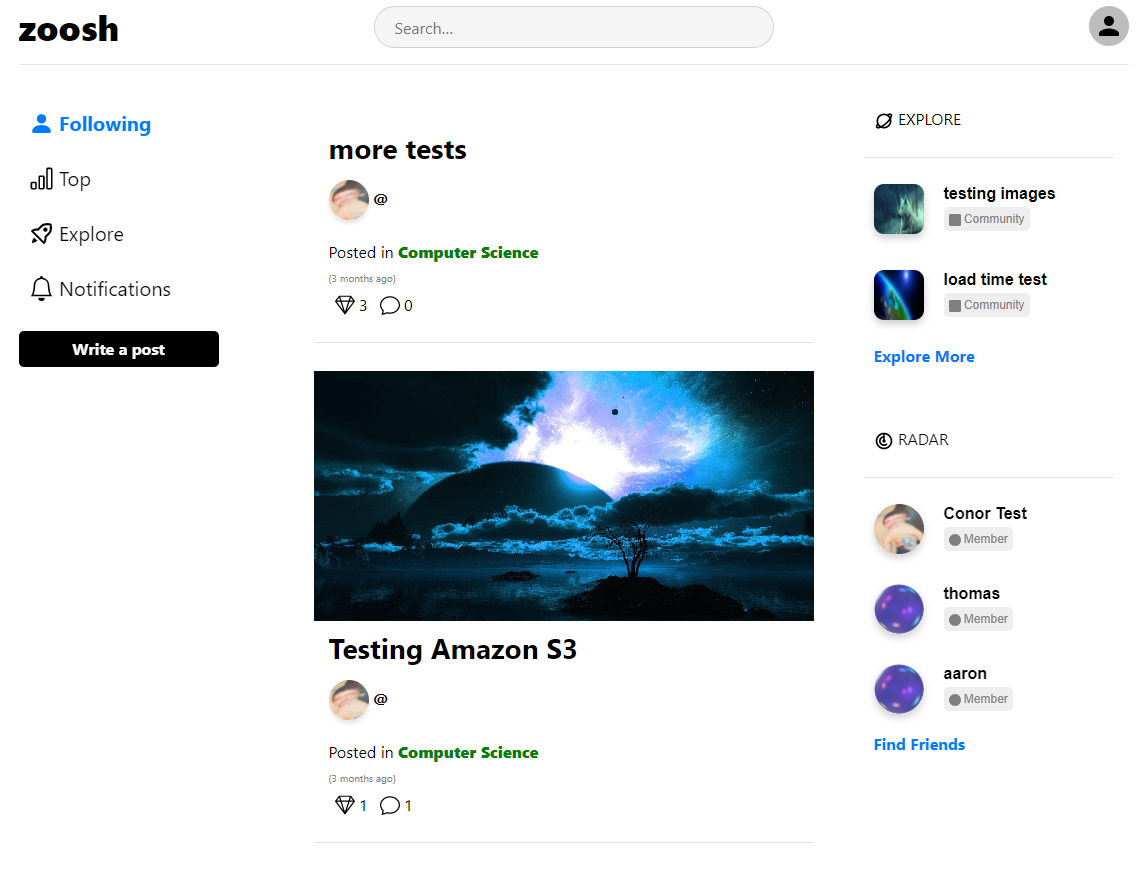 zoosh
Search...
Following
Top
Explore
Notifications
Write a post
more tests
@
Posted in Computer Science
(3 months ago)
3 0
Testing Amazon S3
@
Posted in Computer Science
(3 months ago)
1 1
EXPLORE
testing images
Community
load time test
Community
Explore More
RADAR
Conor Test
Member
thomas
Member
aaron
Member
Find Friends